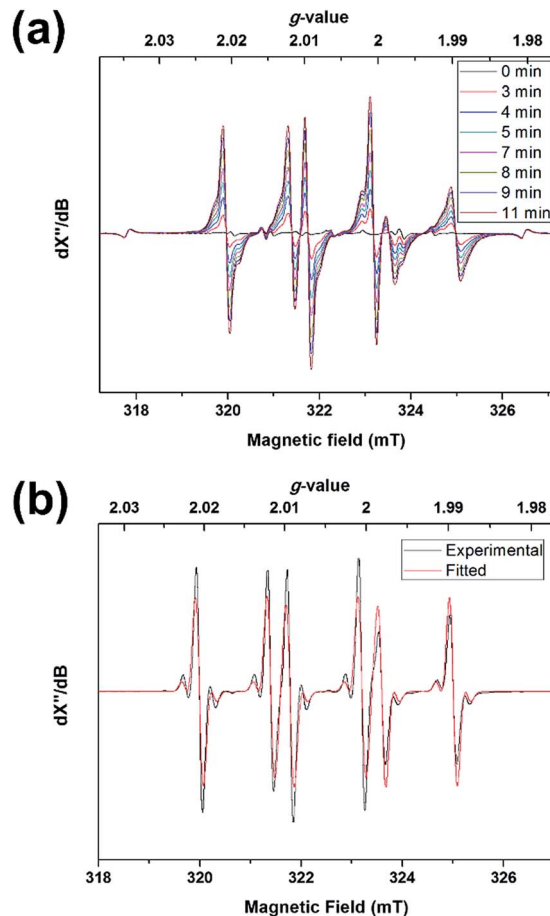 (a)
g-value
2.03 2.02 2.01 2 1.99 1.98
0 min
3 min
4 min
5 min
7 min
8 min
9 min
11 min
dX"/dB
318 320 322 324 326
Magnetic field (mT)
(b)
g-value
2.03 2.02 2.01 2 1.99 1.98
Experimental
Fitted
dX"/dB
318 320 322 324 326
Magnetic Field (mT)